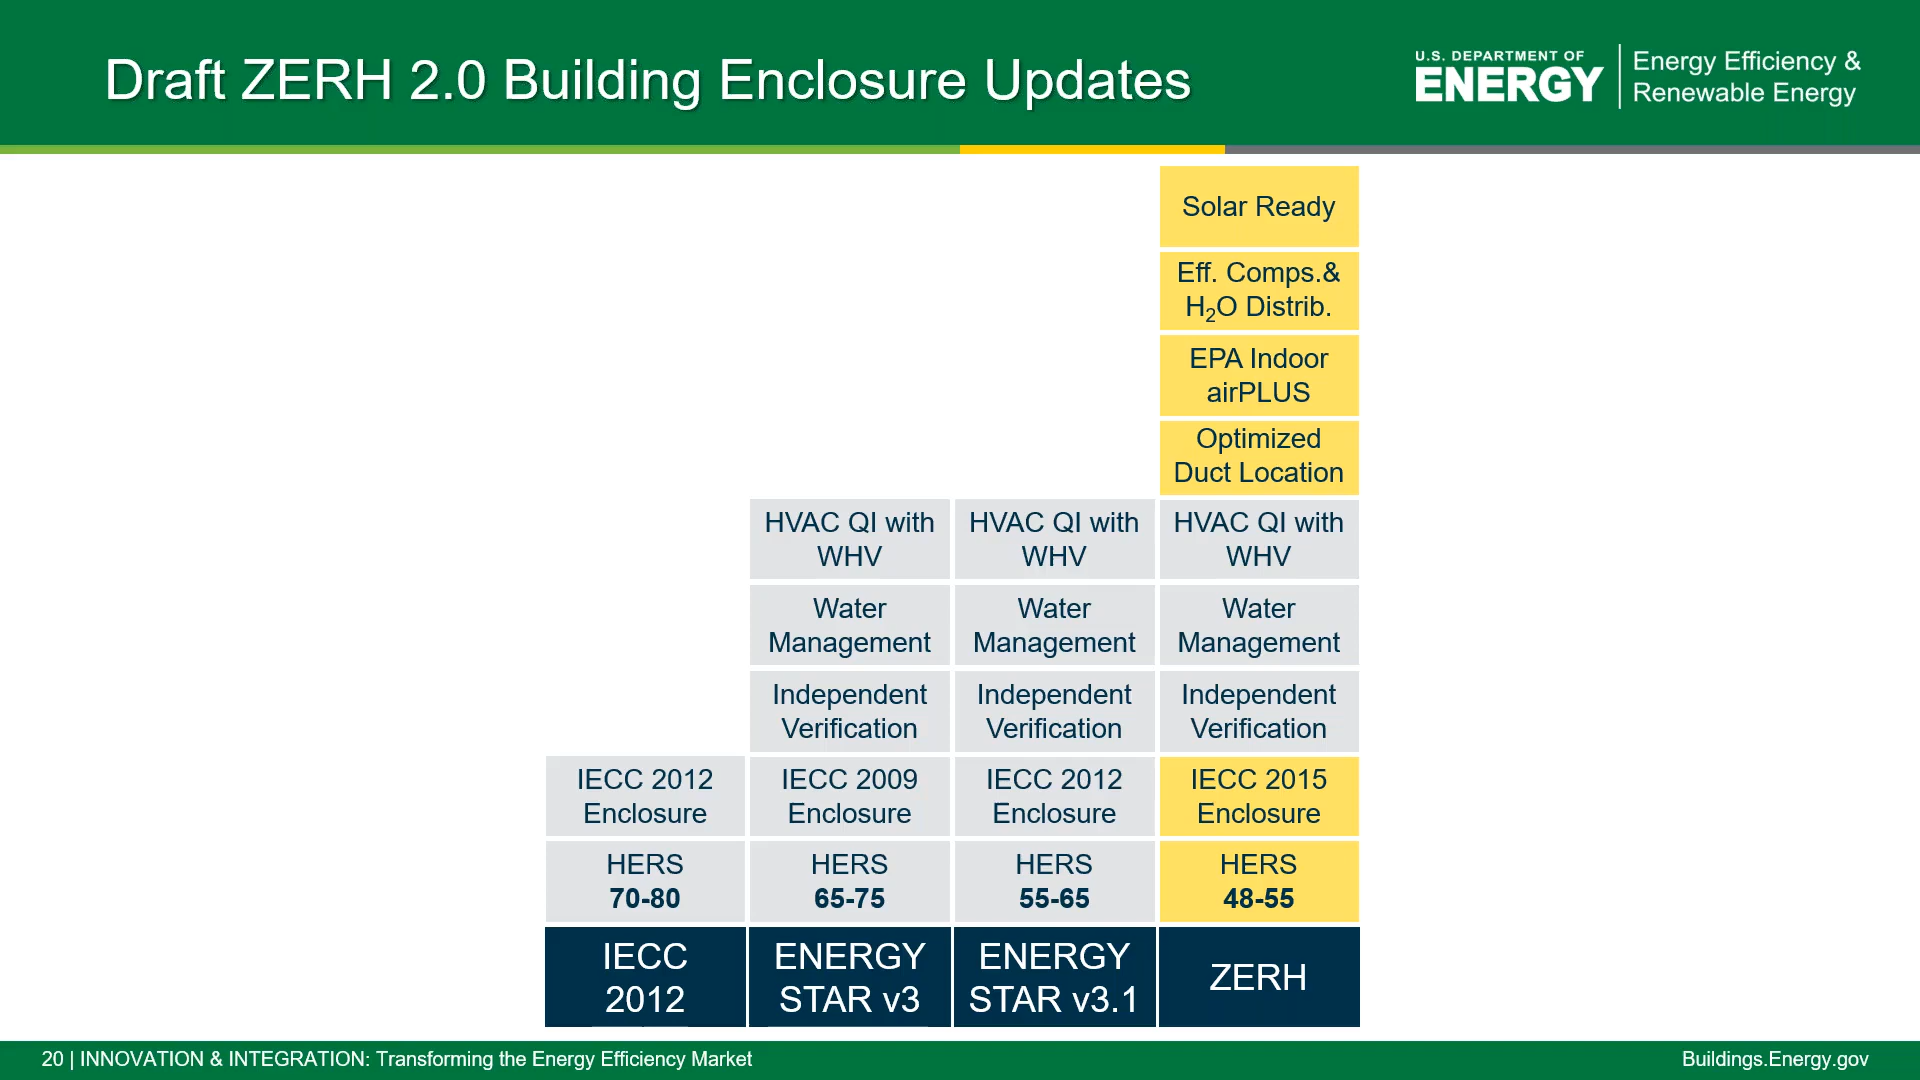 Draft ZERH 2.0 Building Enclosure Updates
U.S. DEPARTMENT OF
ENERGY
Energy Efficiency &
Renewable Energy
Solar Ready
Eff. Comps.&
H₂O Distrib.
EPA Indoor
airPLUS
Optimized
Duct Location
HVAC QI with
WHV
HVAC QI with
WHV
HVAC QI with
WHV
Water
Management
Water
Management
Water
Management
Independent
Verification
Independent
Verification
Independent
Verification
IECC 2012
Enclosure
IECC 2009
Enclosure
IECC 2012
Enclosure
IECC 2015
Enclosure
HERS
70-80
HERS
65-75
HERS
55-65
HERS
48-55
IECC
2012
ENERGY
STAR v3
ENERGY
STAR v3.1
ZERH
20 | INNOVATION & INTEGRATION: Transforming the Energy Efficiency Market
Buildings.Energy.gov